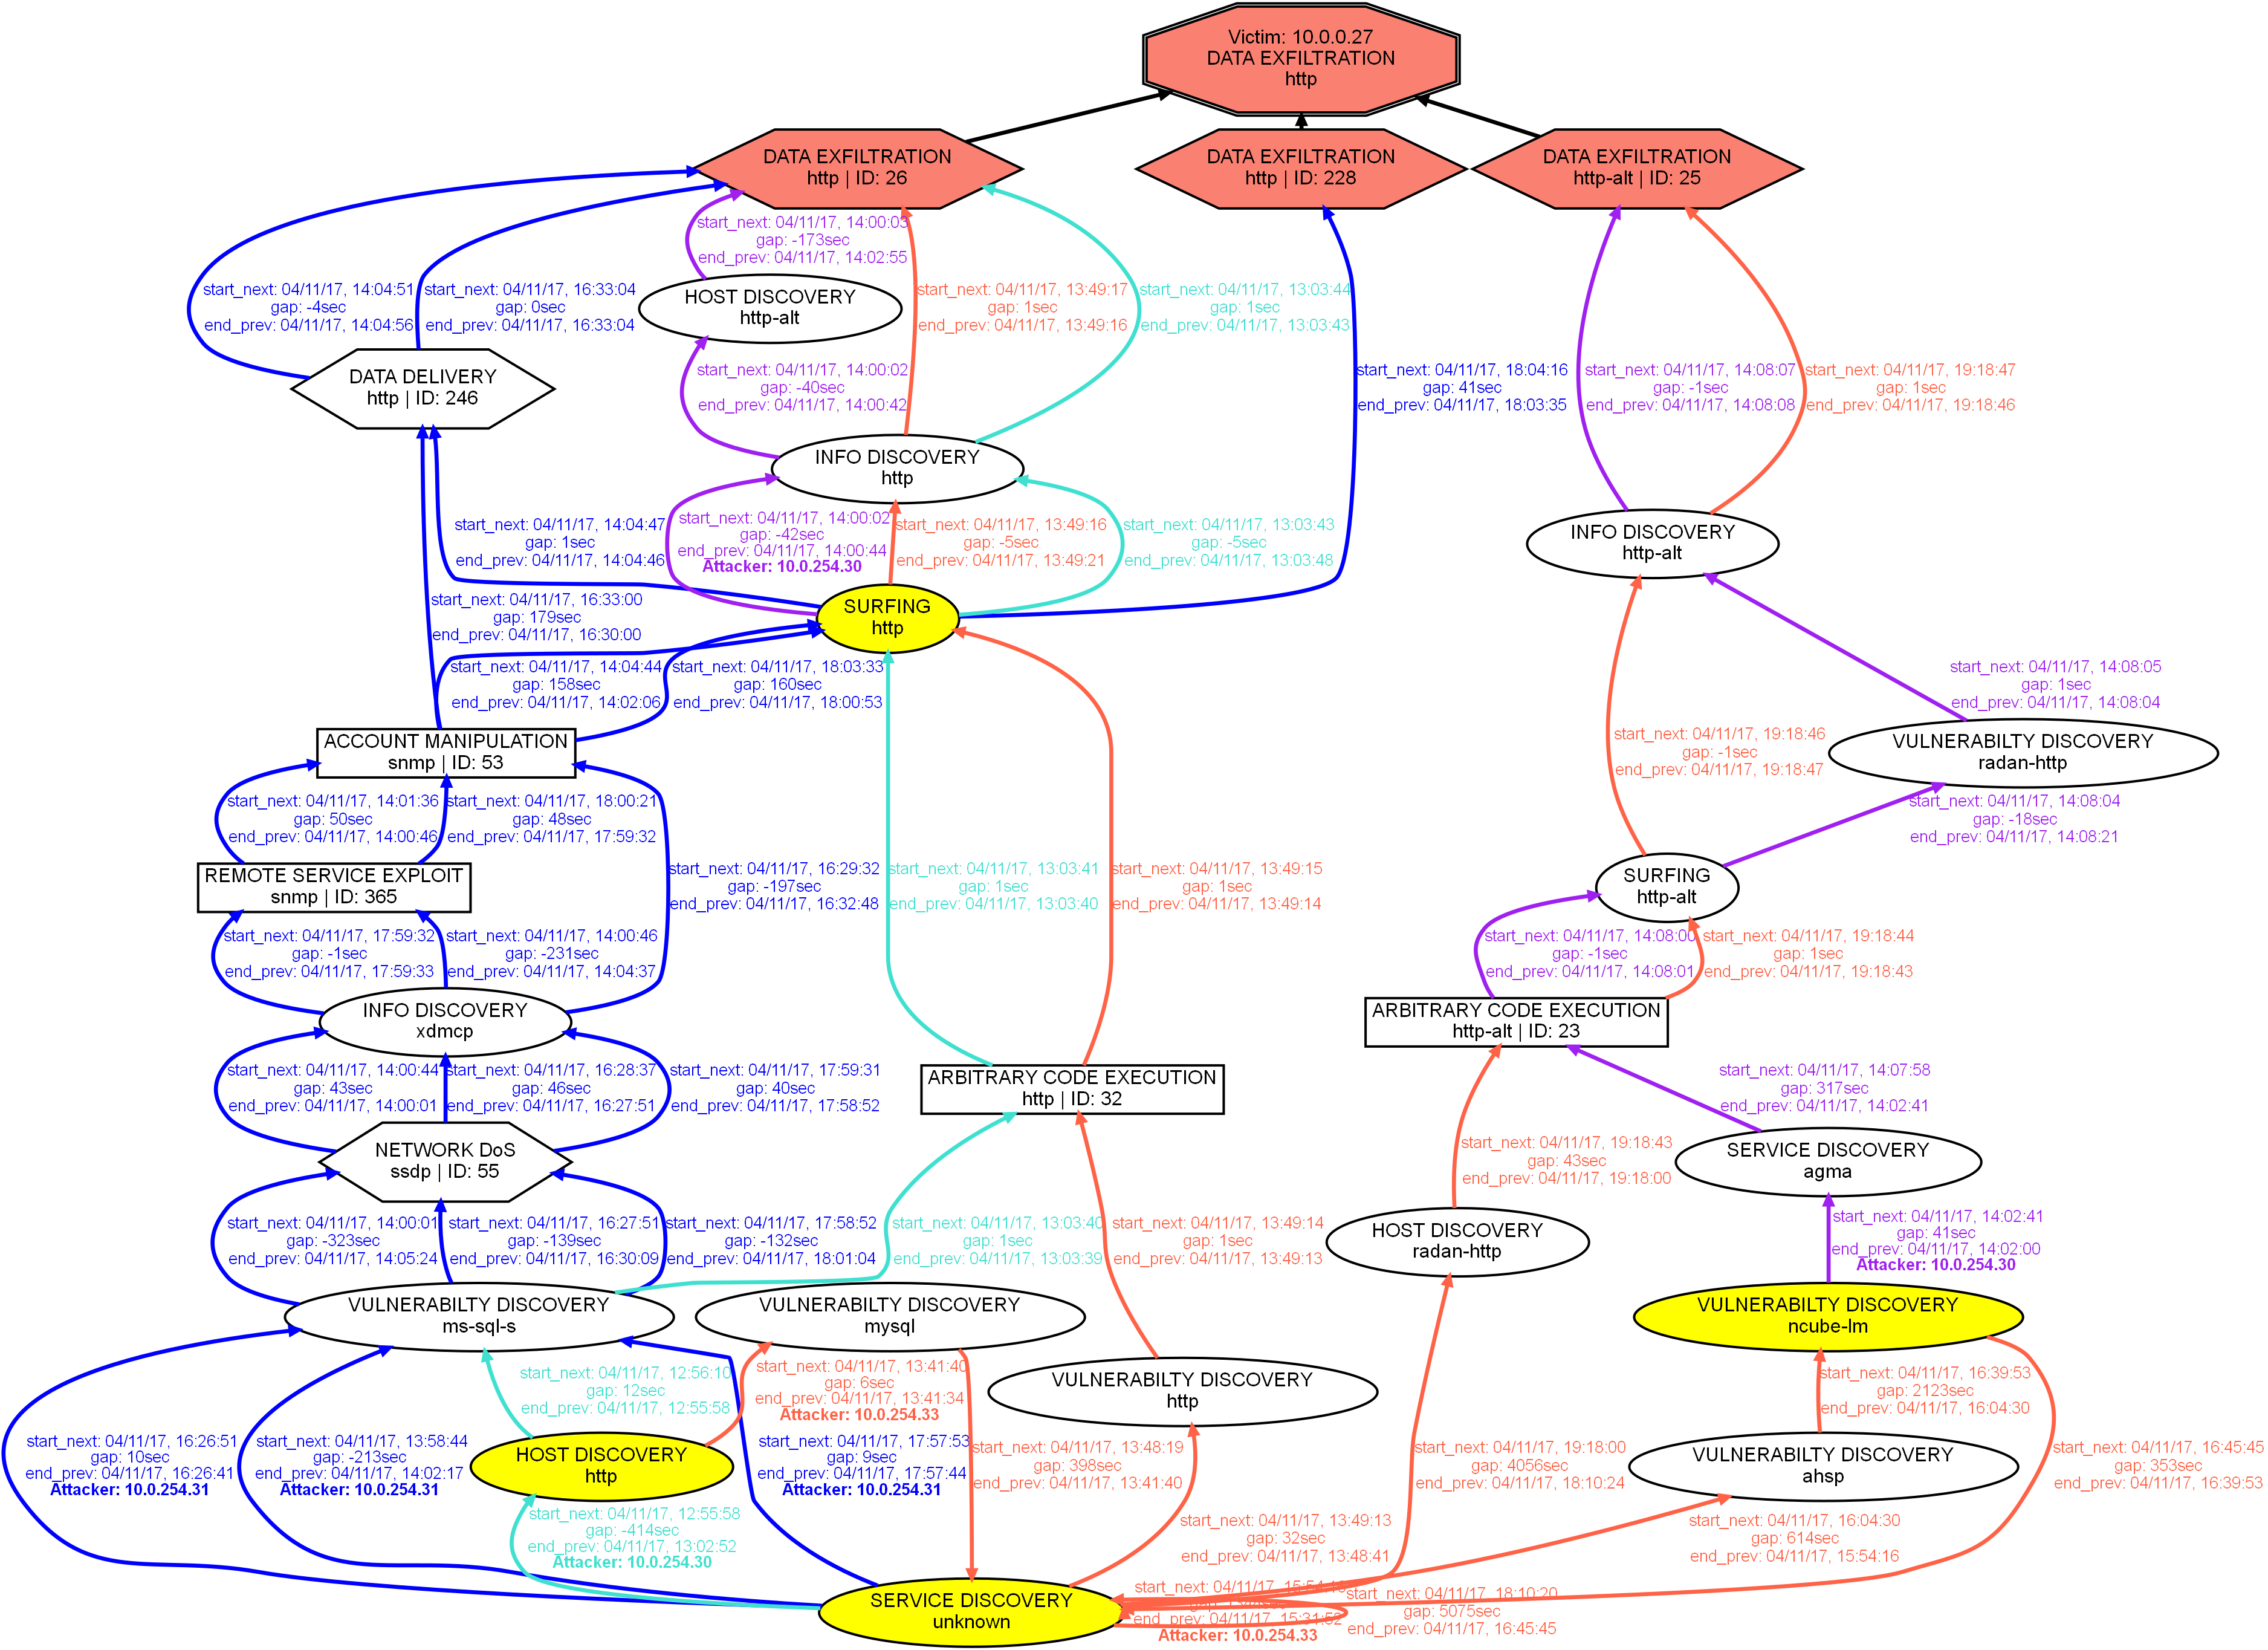 Victim: 10.0.0.27
DATA EXFILTRATION
http
DATA EXFILTRATION
http | ID: 26
DATA EXFILTRATION
http | ID: 228
DATA EXFILTRATION
http-alt | ID: 25
start_next: 04/11/17, 14:00:03
gap: -173sec
end_prev: 04/11/17, 14:02:55
start_next: 04/11/17, 14:04:51
gap: -4sec
end_prev: 04/11/17, 14:04:56
start_next: 04/11/17, 16:33:04
gap: 0sec
end_prev: 04/11/17, 16:33:04
HOST DISCOVERY
http-alt
start_next: 04/11/17, 13:49:17
gap: 1sec
end_prev: 04/11/17, 13:49:16
start_next: 04/11/17, 13:03:44
gap: 1sec
end_prev: 04/11/17, 13:03:43
DATA DELIVERY
http | ID: 246
start_next: 04/11/17, 14:00:02
gap: -40sec
end_prev: 04/11/17, 14:00:42
start_next: 04/11/17, 18:04:16
gap: 41sec
end_prev: 04/11/17, 18:03:35
start_next: 04/11/17, 14:08:07
gap: -1sec
end_prev: 04/11/17, 14:08:08
start_next: 04/11/17, 19:18:47
gap: 1sec
end_prev: 04/11/17, 19:18:46
INFO DISCOVERY
http
start_next: 04/11/17, 14:04:47
gap: 1sec
end_prev: 04/11/17, 14:04:46
start_next: 04/11/17, 14:00:02
gap: -42sec
end_prev: 04/11/17, 14:00:44
Attacker: 10.0.254.30
start_next: 04/11/17, 13:49:16
gap: -5sec
end_prev: 04/11/17, 13:49:21
start_next: 04/11/17, 13:03:43
gap: -5sec
end_prev: 04/11/17, 13:03:48
INFO DISCOVERY
http-alt
start_next: 04/11/17, 16:33:00
gap: 179sec
end_prev: 04/11/17, 16:30:00
SURFING
http
start_next: 04/11/17, 14:04:44
gap: 158sec
end_prev: 04/11/17, 14:02:06
start_next: 04/11/17, 18:03:33
gap: 160sec
end_prev: 04/11/17, 18:00:53
start_next: 04/11/17, 14:08:05
gap: 1sec
end_prev: 04/11/17, 14:08:04
ACCOUNT MANIPULATION
snmp | ID: 53
start_next: 04/11/17, 19:18:46
gap: -1sec
end_prev: 04/11/17, 19:18:47
VULNERABILTY DISCOVERY
radan-http
start_next: 04/11/17, 14:01:36
gap: 50sec
end_prev: 04/11/17, 14:00:46
start_next: 04/11/17, 18:00:21
gap: 48sec
end_prev: 04/11/17, 17:59:32
start_next: 04/11/17, 14:08:04
gap: -18sec
end_prev: 04/11/17, 14:08:21
REMOTE SERVICE EXPLOIT
snmp | ID: 365
start_next: 04/11/17, 16:29:32
gap: -197sec
end_prev: 04/11/17, 16:32:48
start_next: 04/11/17, 13:03:41
gap: 1sec
end_prev: 04/11/17, 13:03:40
start_next: 04/11/17, 13:49:15
gap: 1sec
end_prev: 04/11/17, 13:49:14
SURFING
http-alt
start_next: 04/11/17, 17:59:32
gap: -1sec
end_prev: 04/11/17, 17:59:33
start_next: 04/11/17, 14:00:46
gap: -231sec
end_prev: 04/11/17, 14:04:37
start_next: 04/11/17, 14:08:00
gap: -1sec
end_prev: 04/11/17, 14:08:01
start_next: 04/11/17, 19:18:44
gap: 1sec
end_prev: 04/11/17, 19:18:43
INFO DISCOVERY
xdmcp
ARBITRARY CODE EXECUTION
http-alt | ID: 23
start_next: 04/11/17, 14:00:44
gap: 43sec
end_prev: 04/11/17, 14:00:01
start_next: 04/11/17, 16:28:37
gap: 46sec
end_prev: 04/11/17, 16:27:51
start_next: 04/11/17, 17:59:31
gap: 40sec
end_prev: 04/11/17, 17:58:52
ARBITRARY CODE EXECUTION
http | ID: 32
start_next: 04/11/17, 14:07:58
gap: 317sec
end_prev: 04/11/17, 14:02:41
NETWORK DoS
ssdp | ID: 55
start_next: 04/11/17, 19:18:43
gap: 43sec
end_prev: 04/11/17, 19:18:00
SERVICE DISCOVERY
agma
start_next: 04/11/17, 14:00:01
gap: -323sec
end_prev: 04/11/17, 14:05:24
start_next: 04/11/17, 16:27:51
gap: -139sec
end_prev: 04/11/17, 16:30:09
start_next: 04/11/17, 17:58:52
gap: -132sec
end_prev: 04/11/17, 18:01:04
start_next: 04/11/17, 13:03:40
gap: 1sec
end_prev: 04/11/17, 13:03:39
start_next: 04/11/17, 13:49:14
gap: 1sec
end_prev: 04/11/17, 13:49:13
HOST DISCOVERY
radan-http
start_next: 04/11/17, 14:02:41
gap: 41sec
end_prev: 04/11/17, 14:02:00
Attacker: 10.0.254.30
VULNERABILTY DISCOVERY
ms-sql-s
VULNERABILTY DISCOVERY
mysql
VULNERABILTY DISCOVERY
ncube-lm
start_next: 04/11/17, 12:56:10
gap: 12sec
end_prev: 04/11/17, 12:55:58
start_next: 04/11/17, 13:41:40
gap: 6sec
end_prev: 04/11/17, 13:41:34
Attacker: 10.0.254.33
VULNERABILTY DISCOVERY
http
start_next: 04/11/17, 16:39:53
gap: 2123sec
end_prev: 04/11/17, 16:04:30
start_next: 04/11/17, 16:26:51
gap: 10sec
end_prev: 04/11/17, 16:26:41
Attacker: 10.0.254.31
start_next: 04/11/17, 13:58:44
gap: -213sec
end_prev: 04/11/17, 14:02:17
Attacker: 10.0.254.31
HOST DISCOVERY
http
start_next: 04/11/17, 17:57:53
gap: 9sec
end_prev: 04/11/17, 17:57:44
Attacker: 10.0.254.31
start_next: 04/11/17, 13:48:19
gap: 398sec
end_prev: 04/11/17, 13:41:40
start_next: 04/11/17, 19:18:00
gap: 4056sec
end_prev: 04/11/17, 18:10:24
VULNERABILTY DISCOVERY
ahsp
start_next: 04/11/17, 16:45:45
gap: 353sec
end_prev: 04/11/17, 16:39:53
start_next: 04/11/17, 12:55:58
gap: -414sec
end_prev: 04/11/17, 13:02:52
Attacker: 10.0.254.30
start_next: 04/11/17, 13:49:13
gap: 32sec
end_prev: 04/11/17, 13:48:41
start_next: 04/11/17, 16:04:30
gap: 614sec
end_prev: 04/11/17, 15:54:16
SERVICE DISCOVERY
unknown
start_next: 04/11/17,
gap:
end_prev: 04/11/17, 15:31:52
Attacker: 10.0.254.33
start_next: 04/11/17, 18:10:20
gap: 5075sec
end_prev: 04/11/17, 16:45:45